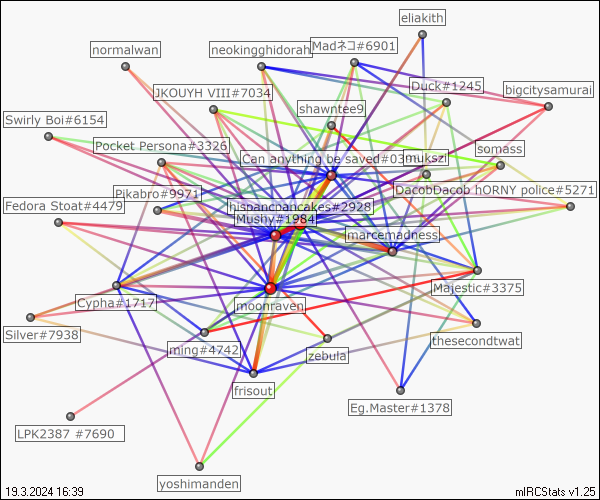 eliakith
normalwan
neokingghidorah
Madネコ#6901
JKOUYH VIII#7034
Duck#1245
bigcitysamurai
shawntee9
Swirly Boi#6154
Pocket Persona#3326
Can anything be saved#03
mukszi
somass
Pikabro#9971
DacobDacob hORNY police#5271
Fedora Stoat#4479
hispancpancakes#2928
Mushy#1984
marcemadness
Majestic#3375
Cypha#1717
moonraven
Silver#7938
ming#4742
zebula
thesecondtwat
frisout
Eg.Master#1378
LPK2387 #7690
yoshimanden
19.3.2024 16:39
mIRCStats v1.25